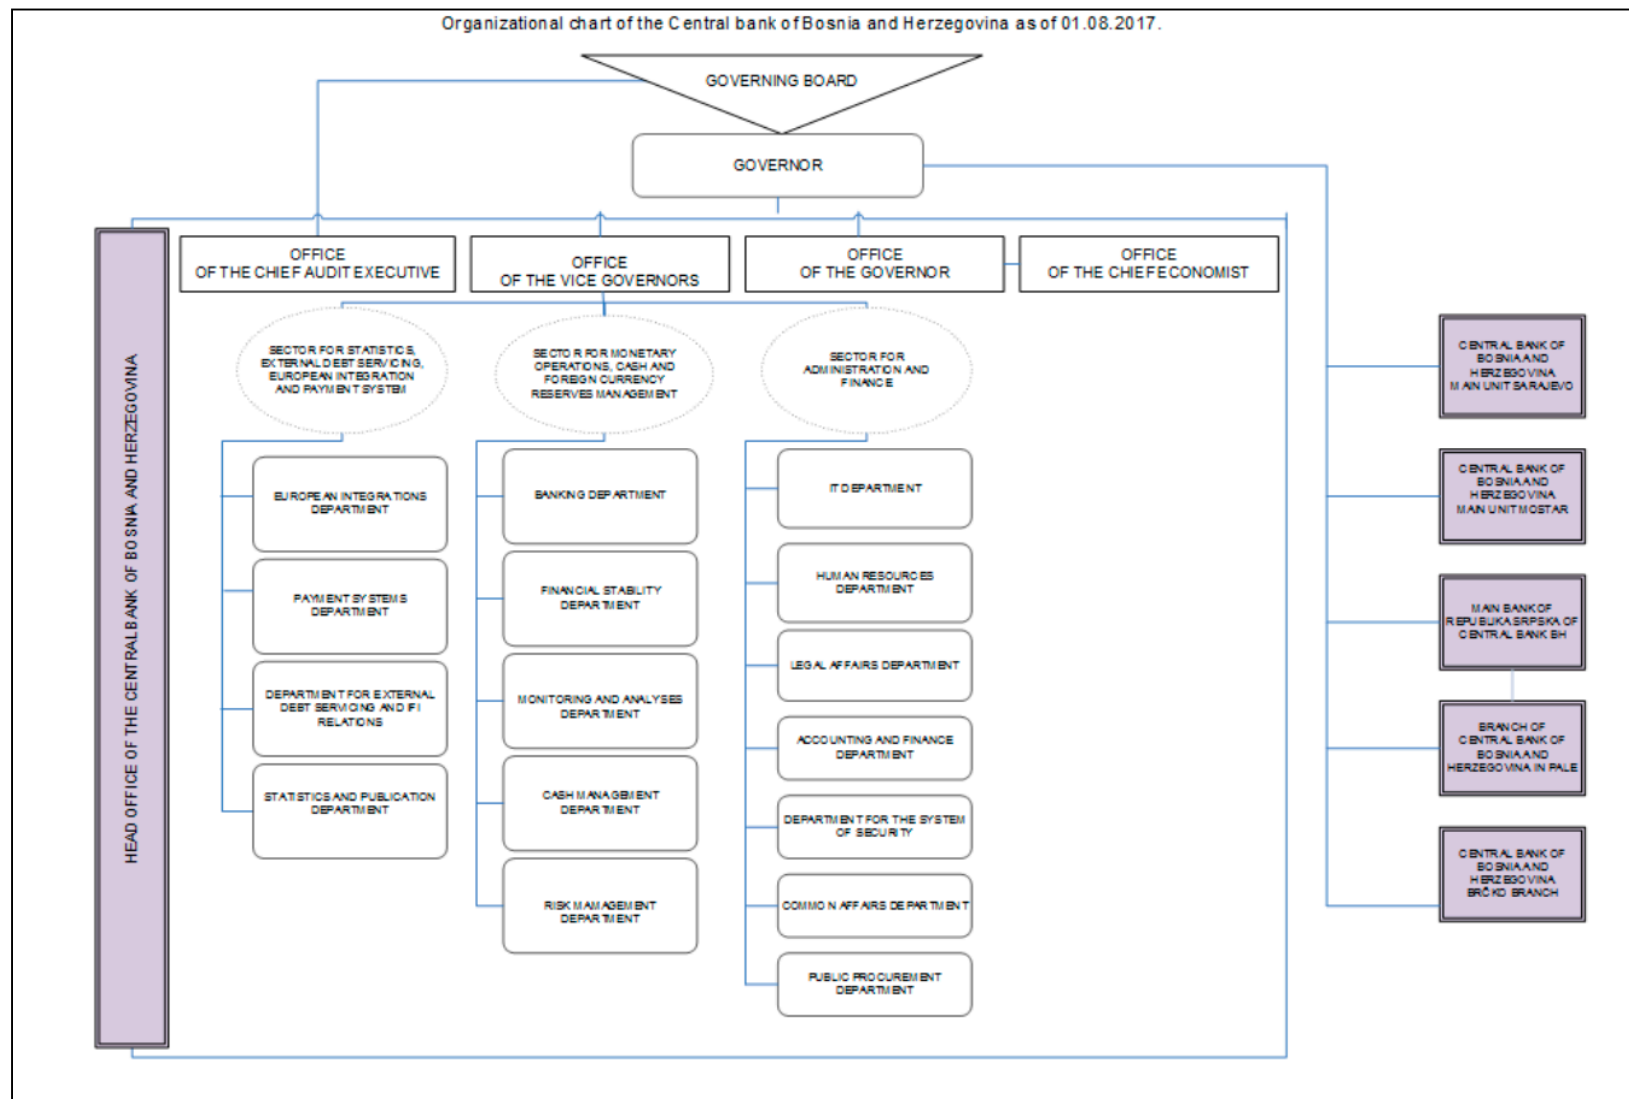 Organizational chart of the Central bank of Bosnia and Herzegovina as of 01.08.2017.
GOVERNING BOARD
GOVERNOR
HEAD OFFICE OF THE CENTRAL BANK OF BOSNIA AND HERZEGOVINA
OFFICE
OF THE CHIEF AUDIT EXECUTIVE
OFFICE
OF THE VICE GOVERNORS
OFFICE
OF THE GOVERNOR
OFFICE
OF THE CHIEF ECONOMIST
SECTOR FOR STATISTICS,
EXTERNAL DEBT SERVICING,
EUROPEAN INTEGRATION
AND PAYMENT SYSTEM
SECTOR FOR MONETARY
OPERATIONS, CASH AND
FOREIGN CURRENCY
RESERVES MANAGEMENT
SECTOR FOR
ADMINISTRATION AND
FINANCE
EUROPEAN INTEGRATIONS
DEPARTMENT
PAYMENT SYSTEMS
DEPARTMENT
DEPARTMENT FOR EXTERNAL
DEBT SERVICING AND IFI
RELATIONS
STATISTICS AND PUBLICATION
DEPARTMENT
BANKING DEPARTMENT
FINANCIAL STABILITY
DEPARTMENT
MONITORING AND ANALYSES
DEPARTMENT
CASH MANAGEMENT
DEPARTMENT
RISK MAMAGEMENT
DEPARTMENT
IT DEPARTMENT
HUMAN RESOURCES
DEPARTMENT
LEGAL AFFAIRS DEPARTMENT
ACCOUNTING AND FINANCE
DEPARTMENT
DEPARTMENT FOR THE SYSTEM
OF SECURITY
COMMON AFFAIRS DEPARTMENT
PUBLIC PROCUREMENT
DEPARTMENT
CENTRAL BANK OF
BOSNIA AND
HERZEGOVINA
MAIN UNIT SARAJEVO
CENTRAL BANK OF
BOSNIA AND
HERZEGOVINA
MAIN UNIT MOSTAR
MAIN BANK OF
REPUBLIKA SRPSKA OF
CENTRAL BANK BH
BRANCH OF
CENTRAL BANK OF
BOSNIA AND
HERZEGOVINA IN PALE
CENTRAL BANK OF
BOSNIA AND
HERZEGOVINA
BRČKO BRANCH